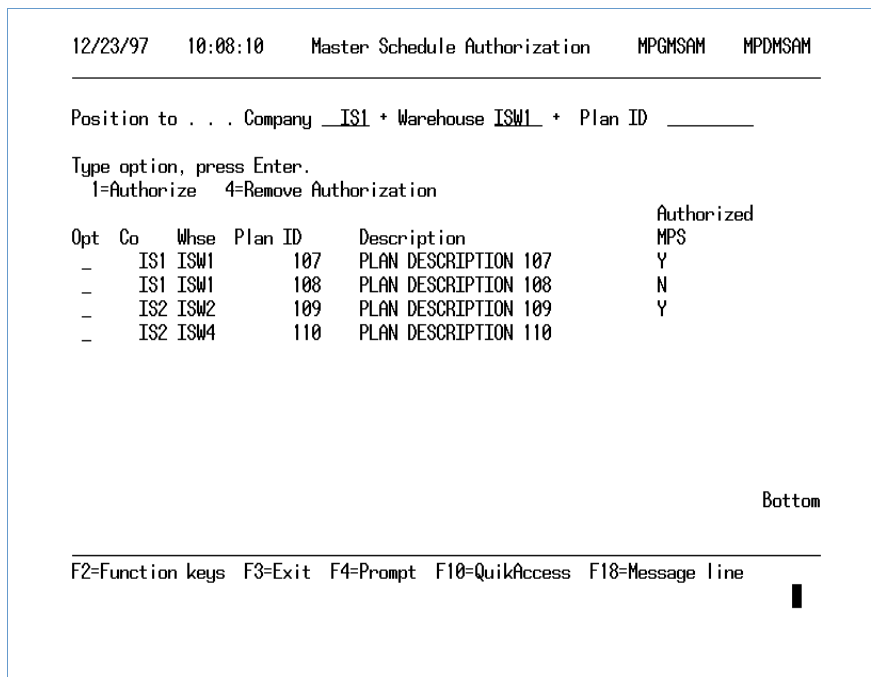 12/23/97 10:08:10 Master Schedule Authorization MPGMSAM MPDMSAM
Position to . . . Company __IS1 + Warehouse ISW1_ + Plan ID _________
Type option, press Enter.
1=Authorize 4=Remove Authorization
Authorized
Opt Co Whse Plan ID Description MPS
_ IS1 ISW1 107 PLAN DESCRIPTION 107 Y
_ IS1 ISW1 108 PLAN DESCRIPTION 108 N
_ IS2 ISW2 109 PLAN DESCRIPTION 109 Y
_ IS2 ISW4 110 PLAN DESCRIPTION 110
Bottom
F2=Function keys F3=Exit F4=Prompt F10=QuikAccess F18=Message line